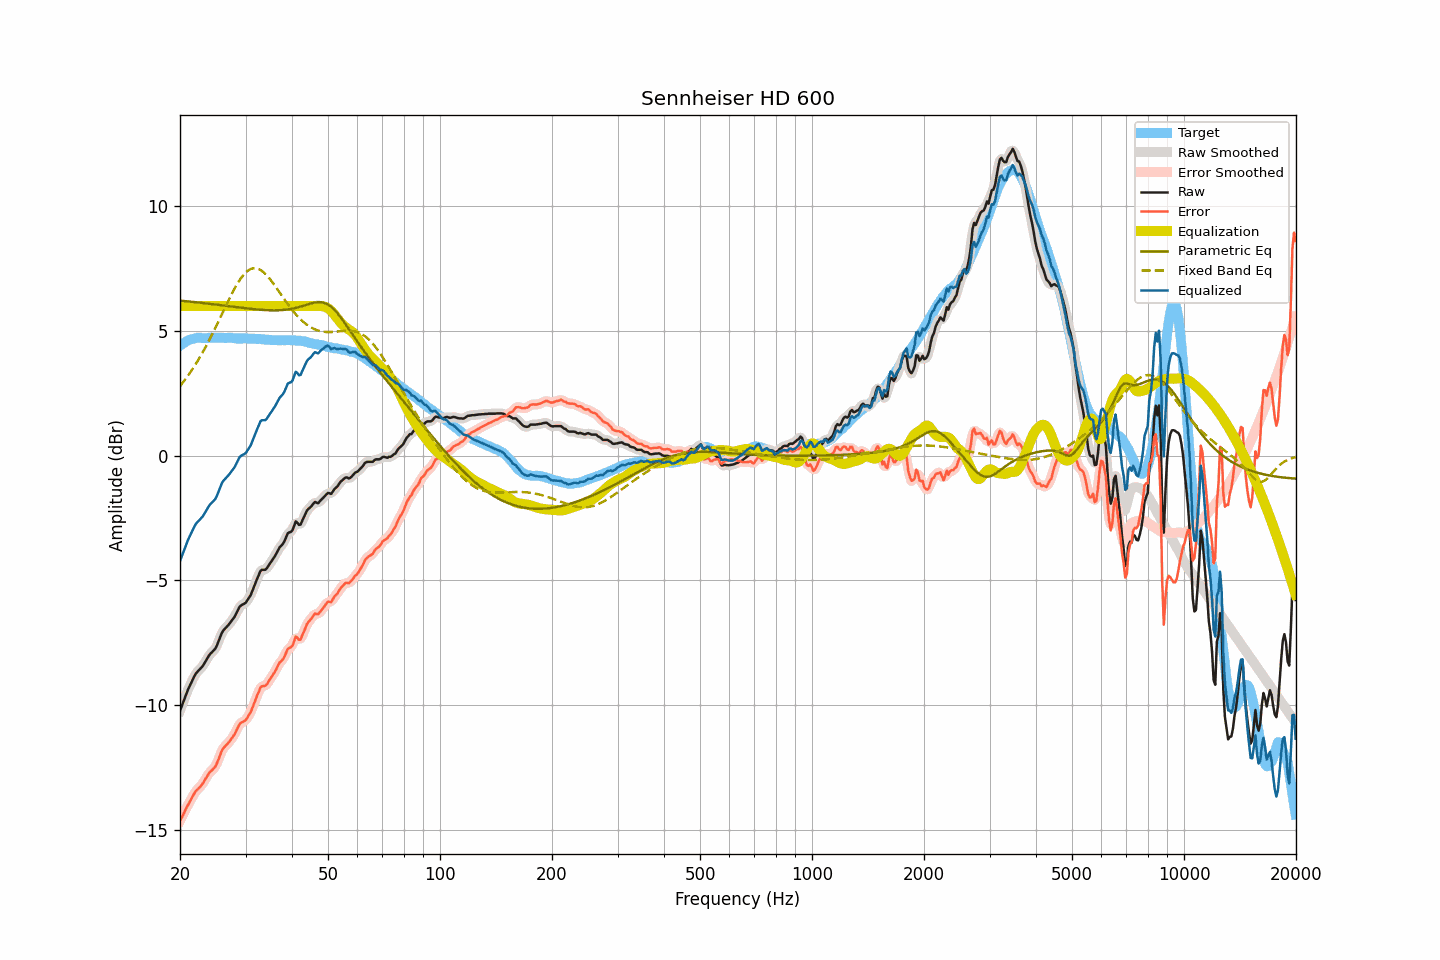 Sennheiser HD 600
Target
Raw Smoothed
Error Smoothed
Raw
Error
Equalization
Parametric Eq
Fixed Band Eq
Equalized
10
5
0
−5
−10
−15
Amplitude (dBr)
20 50 100 200 500 1000 2000 5000 10000 20000
Frequency (Hz)